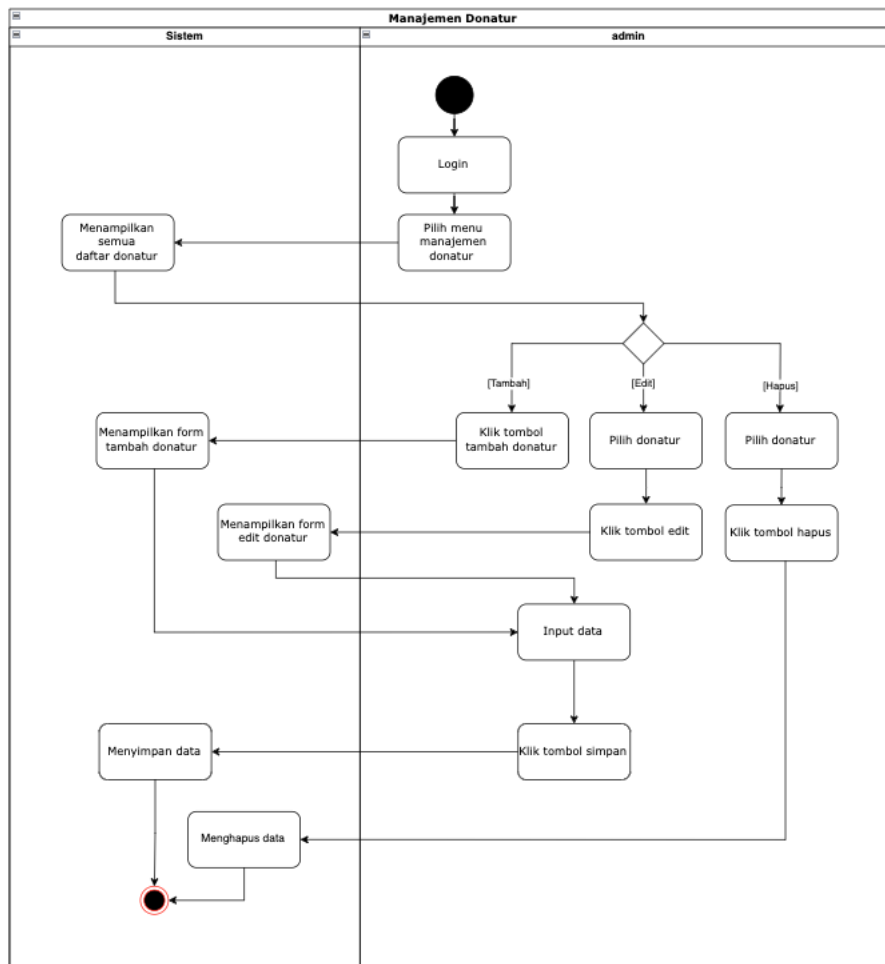 Manajemen Donatur
Sistem
admin
Login
Pilih menu
manajemen
donatur
Menampilkan
semua
daftar donatur
[Tambah]
[Edit]
[Hapus]
Menampilkan form
tambah donatur
Klik tombol
tambah donatur
Pilih donatur
Pilih donatur
Menampilkan form
edit donatur
Klik tombol edit
Klik tombol hapus
Input data
Menyimpan data
Klik tombol simpan
Menghapus data